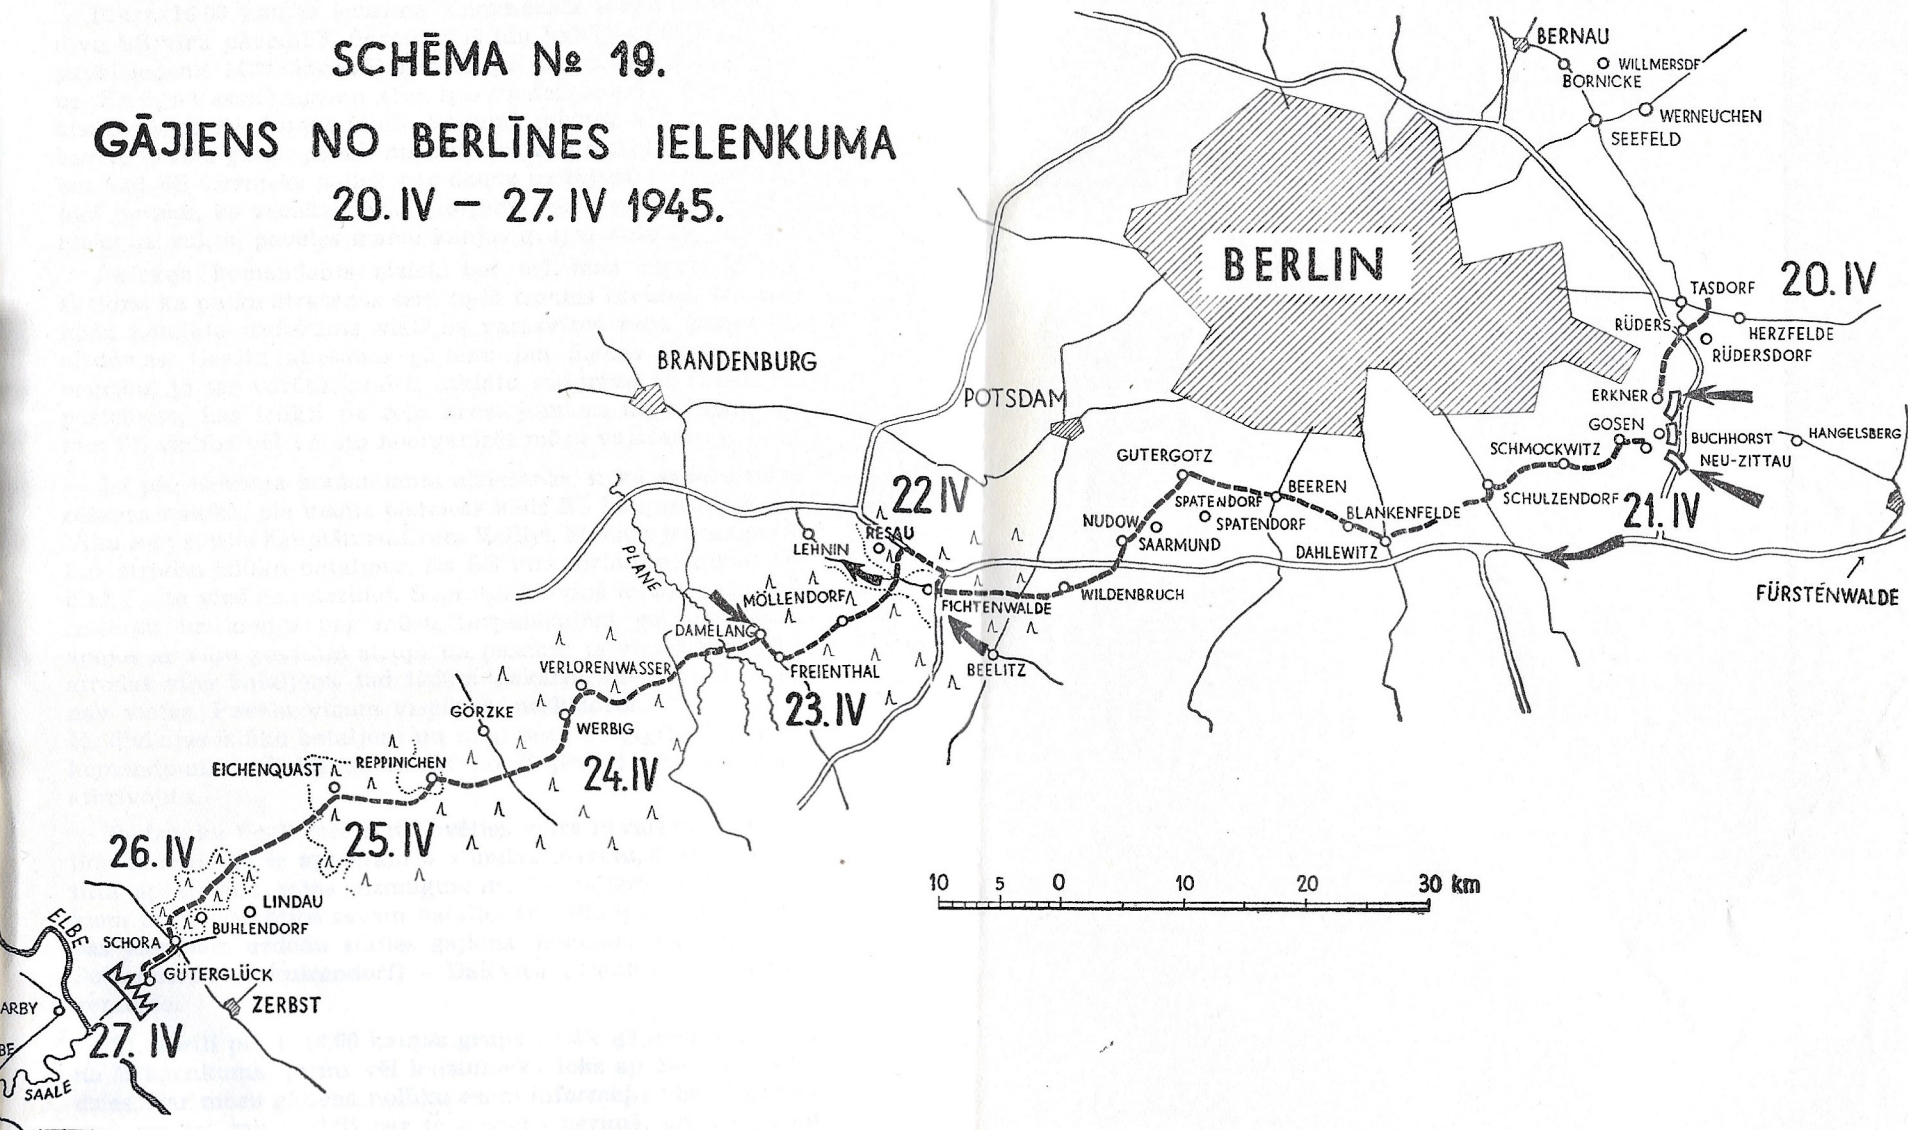 SCHĒMA № 19.
GĀJIENS NO BERLĪNES IELENKUMA
20. IV – 27. IV 1945.
BERNAU
WILLMERSDF
BORNICKE
WERNEUCHEN
SEEFELD
BERLIN
TASDORF
20. IV
RÜDERS
HERZFELDE
RÜDERSDORF
BRANDENBURG
POTSDAM
ERKNER
GOSEN
BUCHHORST
HANGELSBERG
SCHMOCKWITZ
NEU-ZITTAU
GUTERGOTZ
22 IV
BEEREN
SPATENDORF
SCHULZENDORF
21. IV
BLANKENFELDE
NUDOW
SPATENDORF
RESAU
LEHNIN
SAARMUND
DAHLEWITZ
PLANE
FÜRSTENWALDE
MÖLLENDORF
WILDENBRUCH
FICHTENWALDE
DAMELANG
VERLORENWASSER
FREIENTHAL
BEELITZ
23. IV
GÖRZKE
WERBIG
EICHENQUAST
REPPINICHEN
24. IV
26. IV
25. IV
10 5 0 10 20 30 km
LINDAU
ELBE
BUHLENDORF
SCHORA
GÜTERGLÜCK
ZERBST
ARBY
27. IV
BE
SAALE